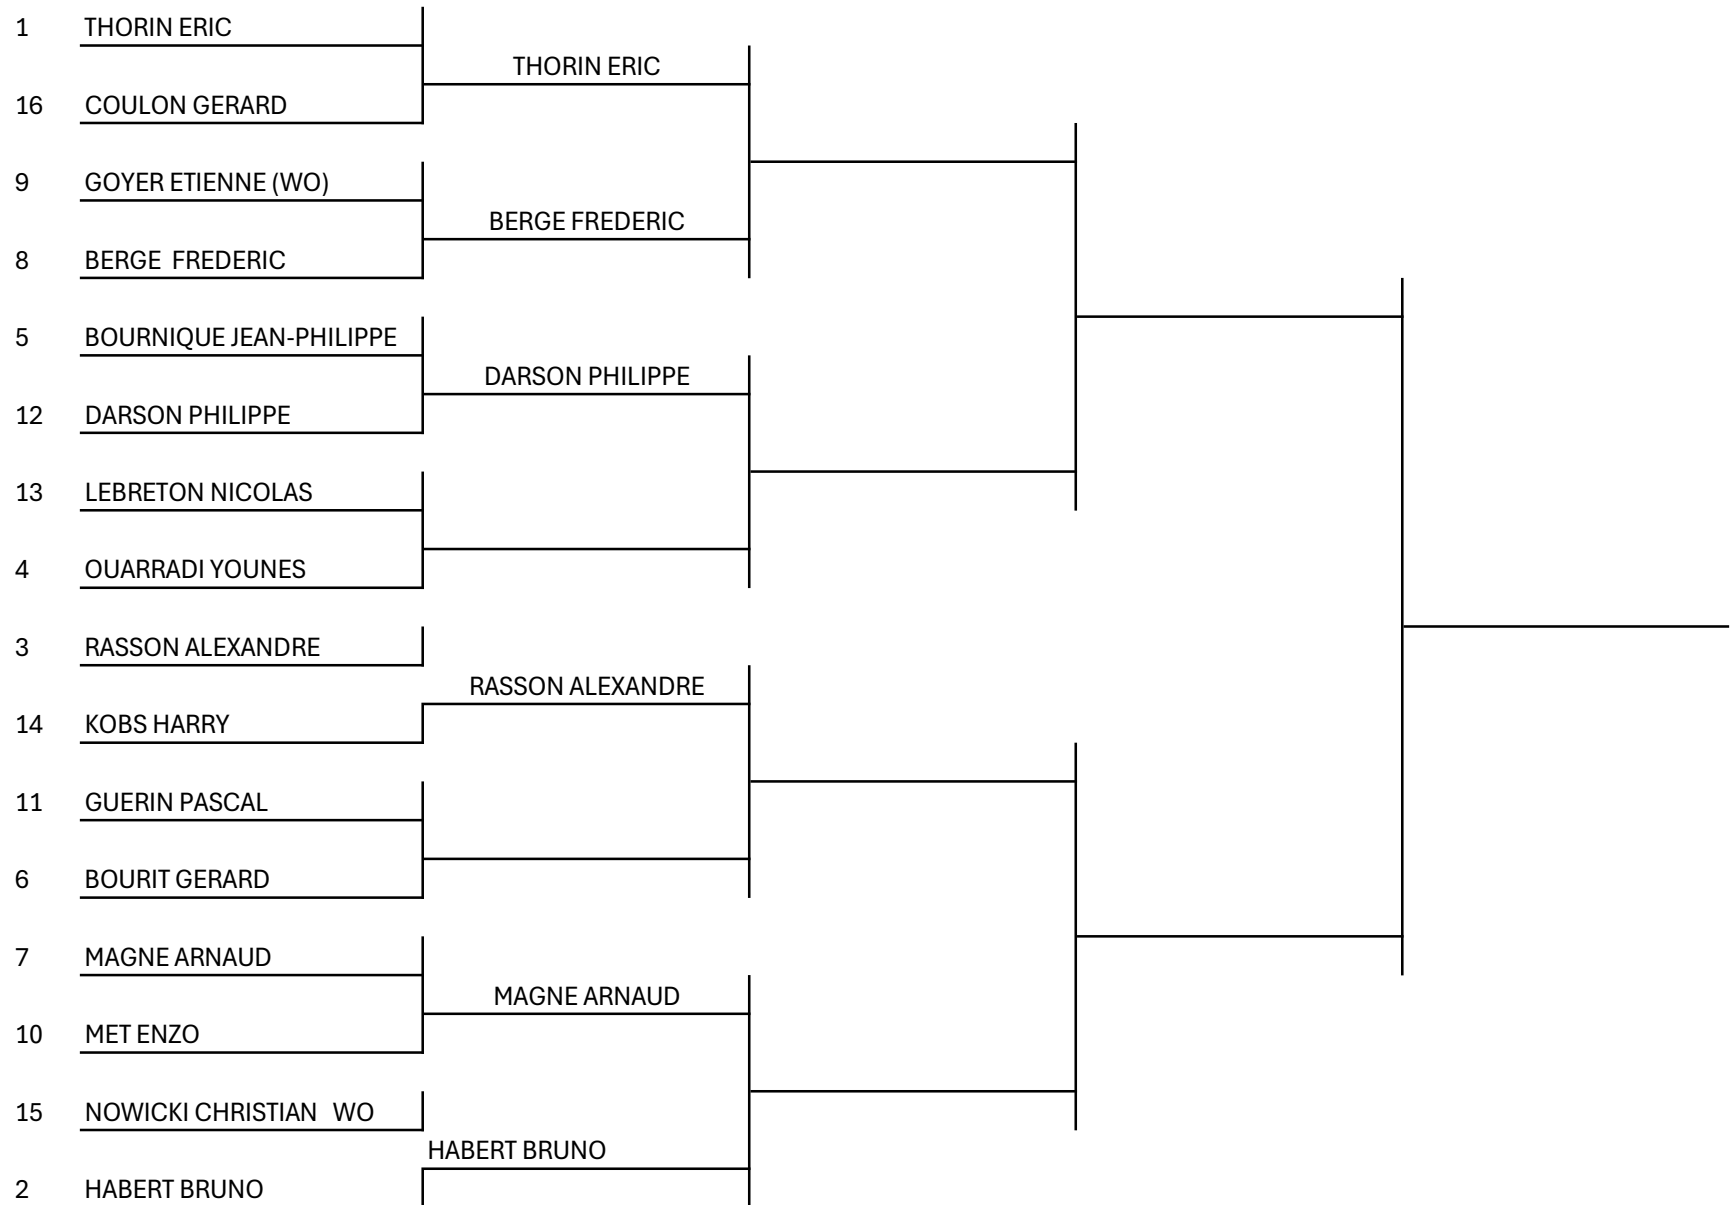 1 THORIN ERIC
THORIN ERIC
16 COULON GERARD
9 GOYER ETIENNE (WO)
BERGE FREDERIC
8 BERGE  FREDERIC
5 BOURNIQUE JEAN-PHILIPPE
DARSON PHILIPPE
12 DARSON PHILIPPE
13 LEBRETON NICOLAS
4 OUARRADI YOUNES
3 RASSON ALEXANDRE
RASSON ALEXANDRE
14 KOBS HARRY
11 GUERIN PASCAL
6 BOURIT GERARD
7 MAGNE ARNAUD
MAGNE ARNAUD
10 MET ENZO
15 NOWICKI CHRISTIAN   WO
HABERT BRUNO
2 HABERT BRUNO